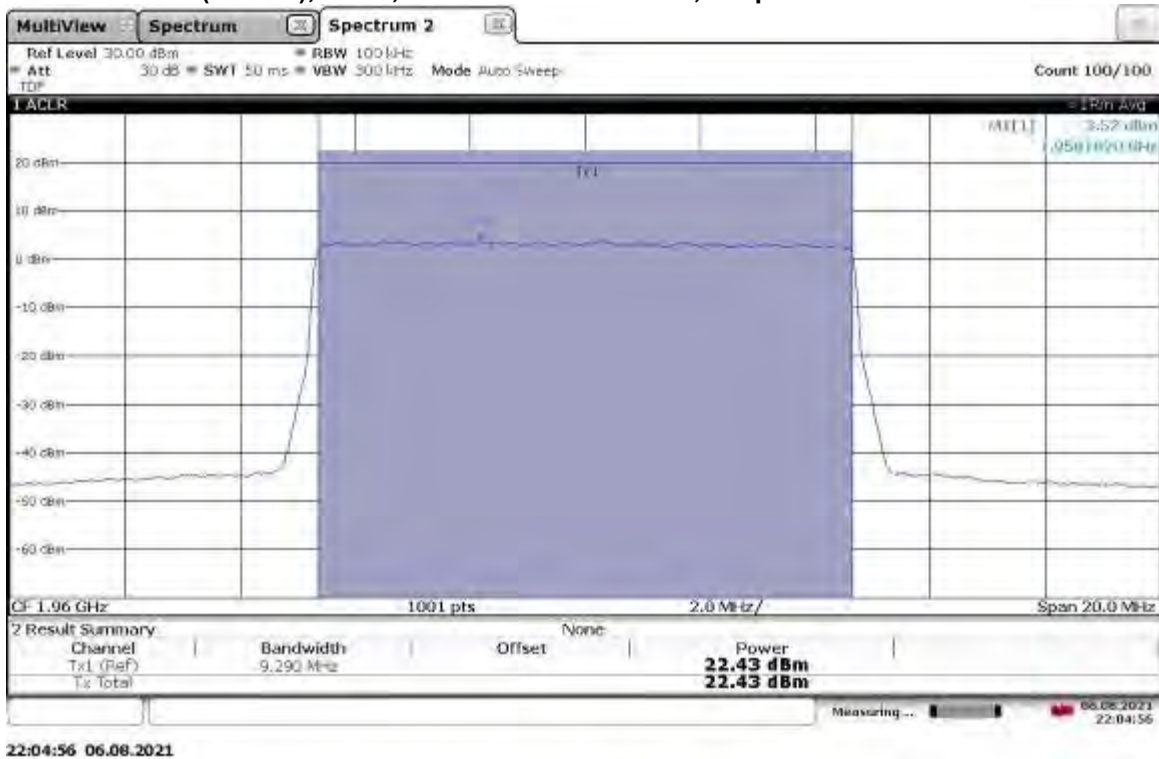 MultiView Spectrum Spectrum 2
Ref Level 30.00 dBm RBW 100 kHz
Att 30 dB SWT 50 ms VBW 300 kHz Mode Auto Sweep Count 100/100
TDF
1 ACLR 1Rm Avg
M1[1] 3.52 dBm
Tx1
20 dBm
10 dBm
0 dBm
-10 dBm
-20 dBm
-30 dBm
-40 dBm
-50 dBm
-60 dBm
CF 1.96 GHz 1001 pts 2.0 MHz/ Span 20.0 MHz
2 Result Summary None
Channel Bandwidth Offset Power
Tx1 (Ref) 9.290 MHz 22.43 dBm
Tx Total 22.43 dBm
Measuring... 06.08.2021
22:04:56
22:04:56 06.08.2021